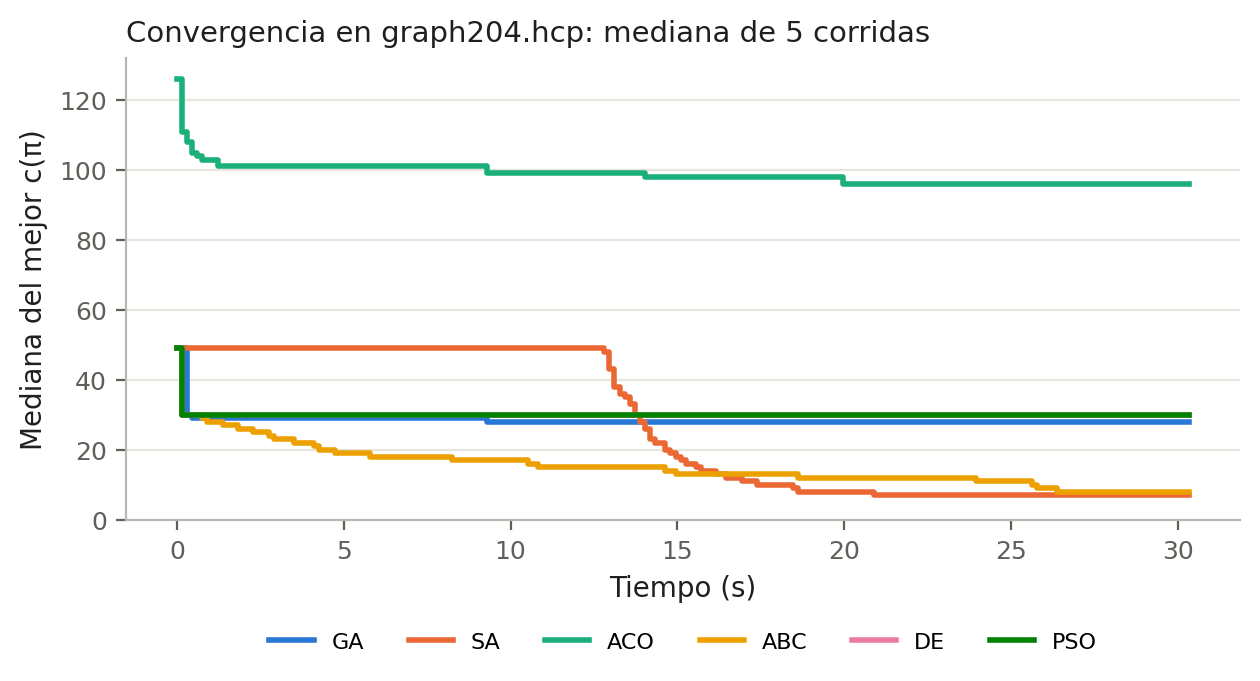 Convergencia en graph204.hcp: mediana de 5 corridas
Mediana del mejor c(π)
120
100
80
60
40
20
0
0 5 10 15 20 25 30
Tiempo (s)
GA SA ACO ABC DE PSO